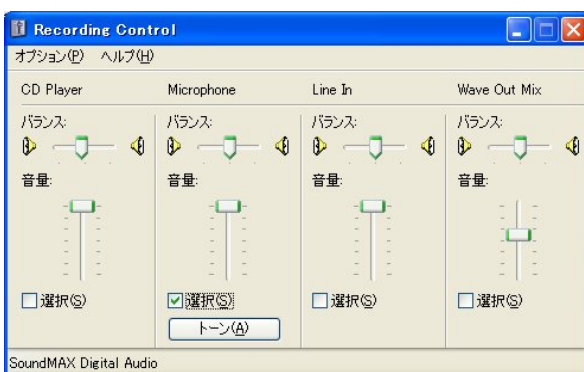 Recording Control
オプション(P) ヘルプ(H)
CD Player Microphone Line In Wave Out Mix
バランス: バランス: バランス: バランス:
音量: 音量: 音量: 音量:
選択(S) 選択(S) 選択(S) 選択(S)
トーン(A)
SoundMAX Digital Audio